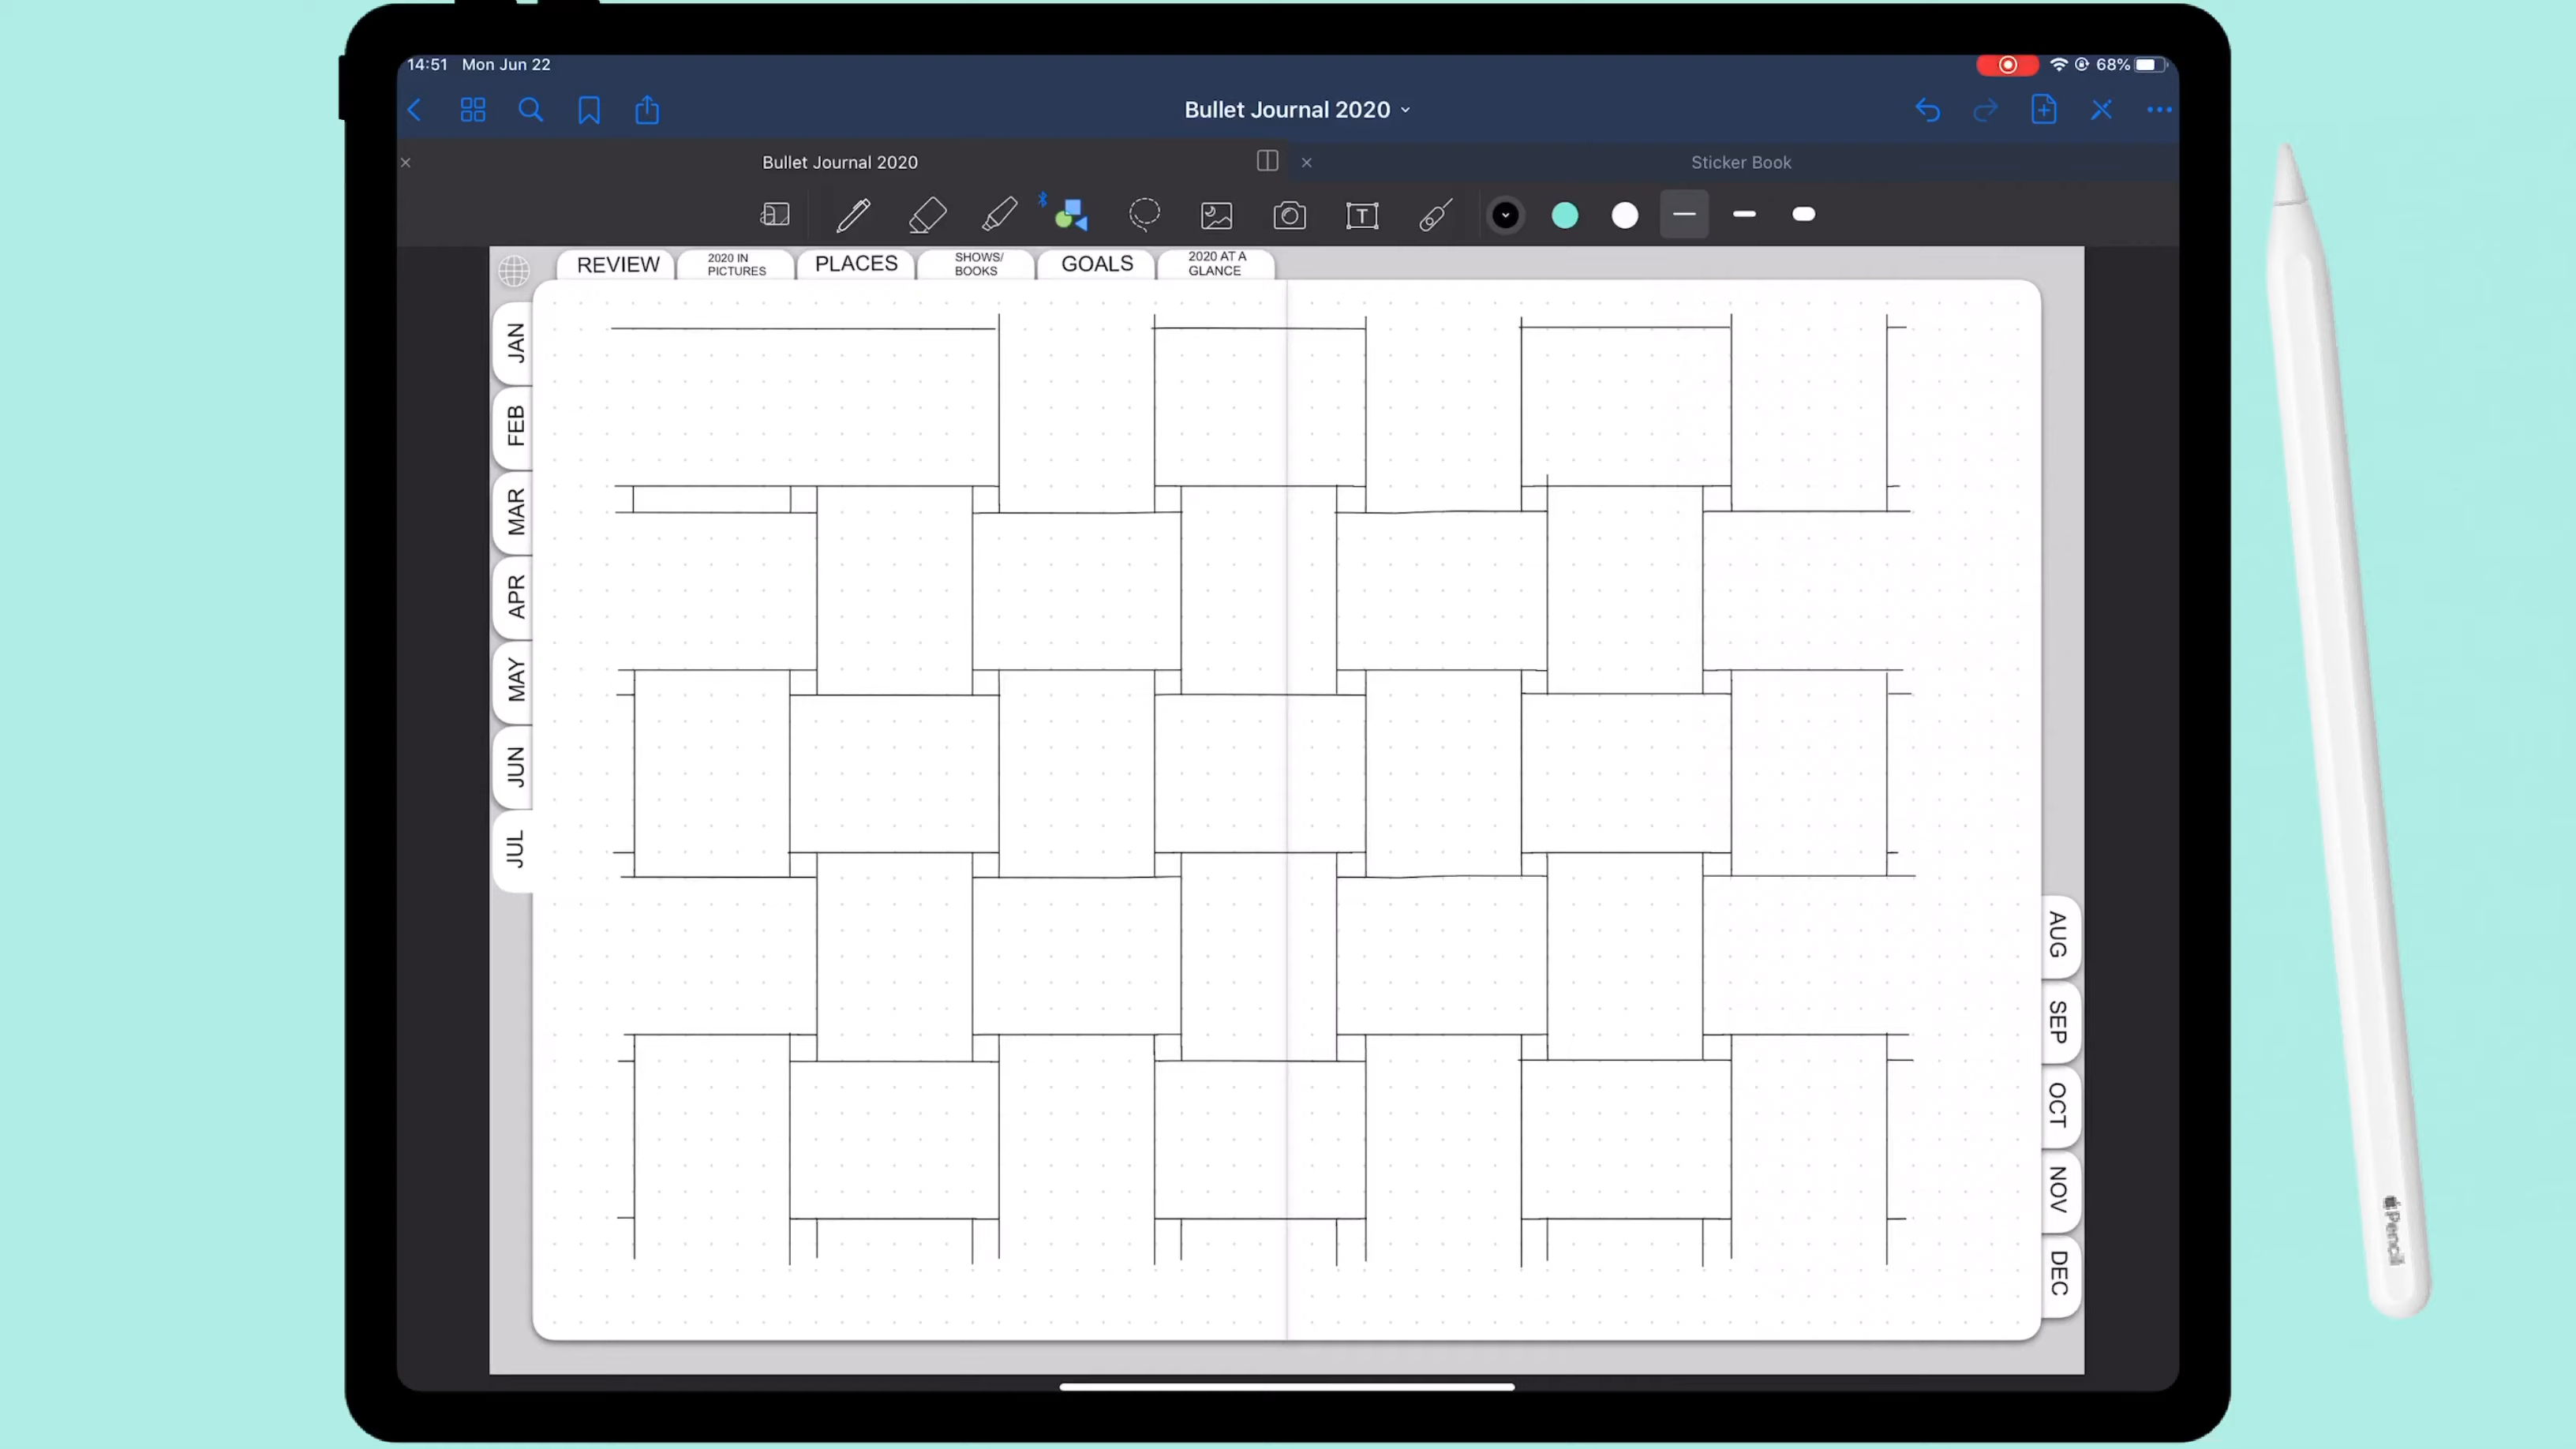 14:51 Mon Jun 22
68%
Bullet Journal 2020
Bullet Journal 2020
Sticker Book
T
REVIEW
2020 IN
PICTURES
PLACES
SHOWS/
BOOKS
GOALS
2020 AT A
GLANCE
JAN
FEB
MAR
APR
MAY
JUN
JUL
AUG
SEP
OCT
NOV
DEC
Pencil